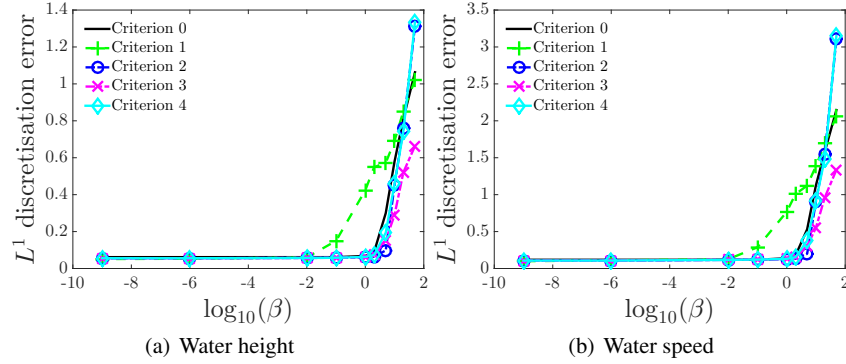 1.4
1.2
1
0.8
0.6
0.4
0.2
0
L¹ discretisation error
Criterion 0
Criterion 1
Criterion 2
Criterion 3
Criterion 4
-10 -8 -6 -4 -2 0 2
log₁₀(β)
(a) Water height
3.5
3
2.5
2
1.5
1
0.5
0
L¹ discretisation error
Criterion 0
Criterion 1
Criterion 2
Criterion 3
Criterion 4
-10 -8 -6 -4 -2 0 2
log₁₀(β)
(b) Water speed